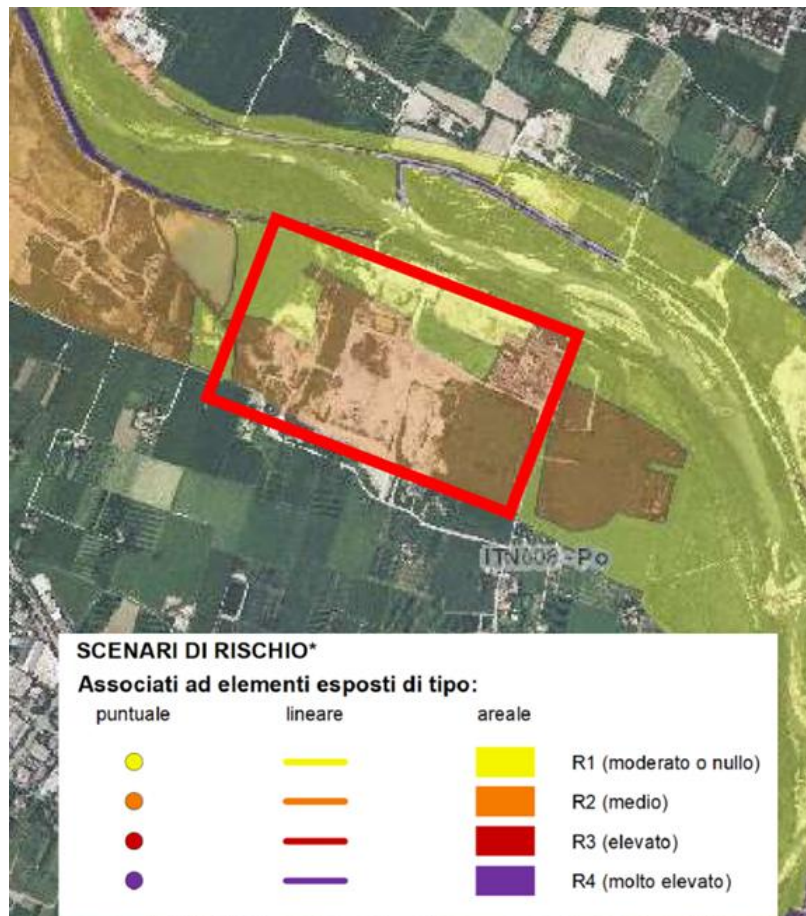 ITN008 - Po
SCENARI DI RISCHIO*
Associati ad elementi esposti di tipo:
puntuale lineare areale
R1 (moderato o nullo)
R2 (medio)
R3 (elevato)
R4 (molto elevato)